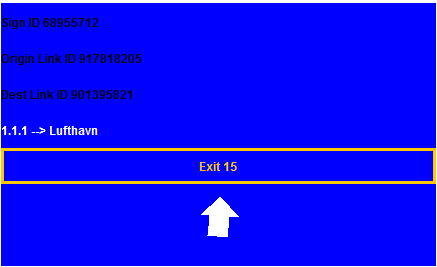 Sign ID 68955712
Origin Link ID 917818205
Dest Link ID 901395821
1.1.1 --> Lufthavn
Exit 15